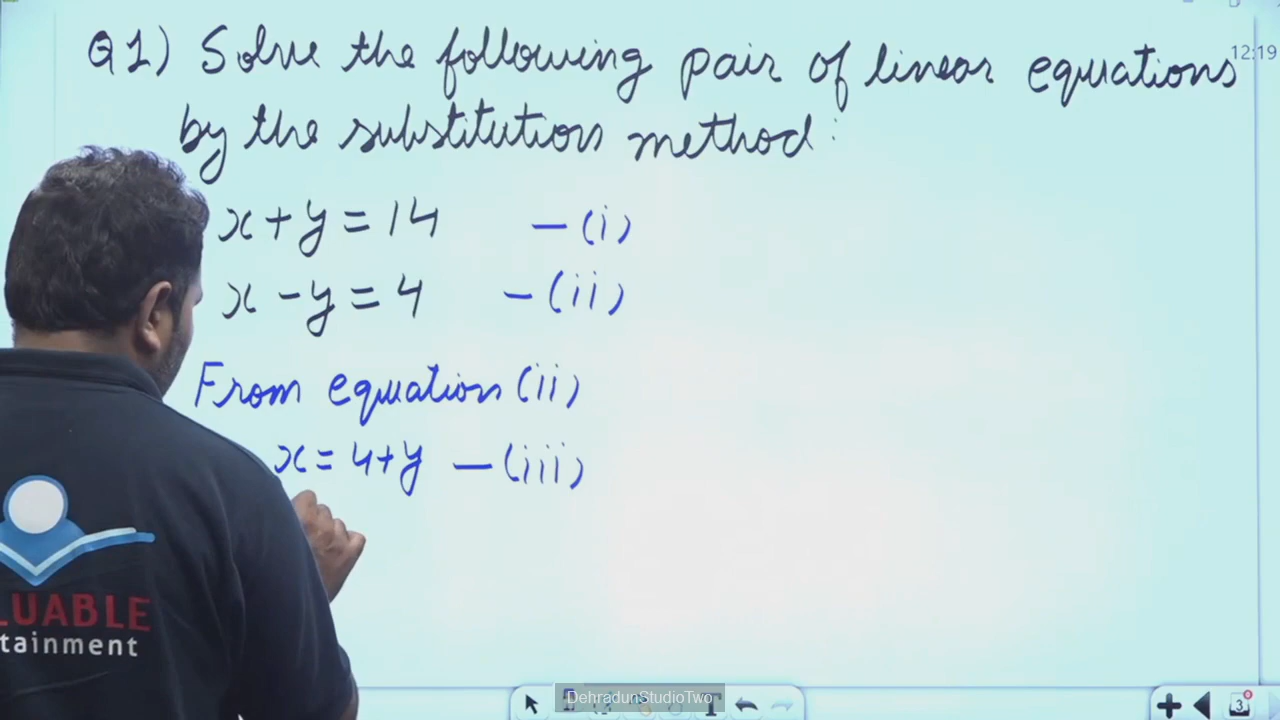 Q1) Solve the following pair of linear equations
12:19
by the substitution method:
x + y = 14 — (i)
x - y = 4 — (ii)
From equation (ii)
x = 4+y — (iii)
LUABLE
tainment
DehradunStudioTwo
3